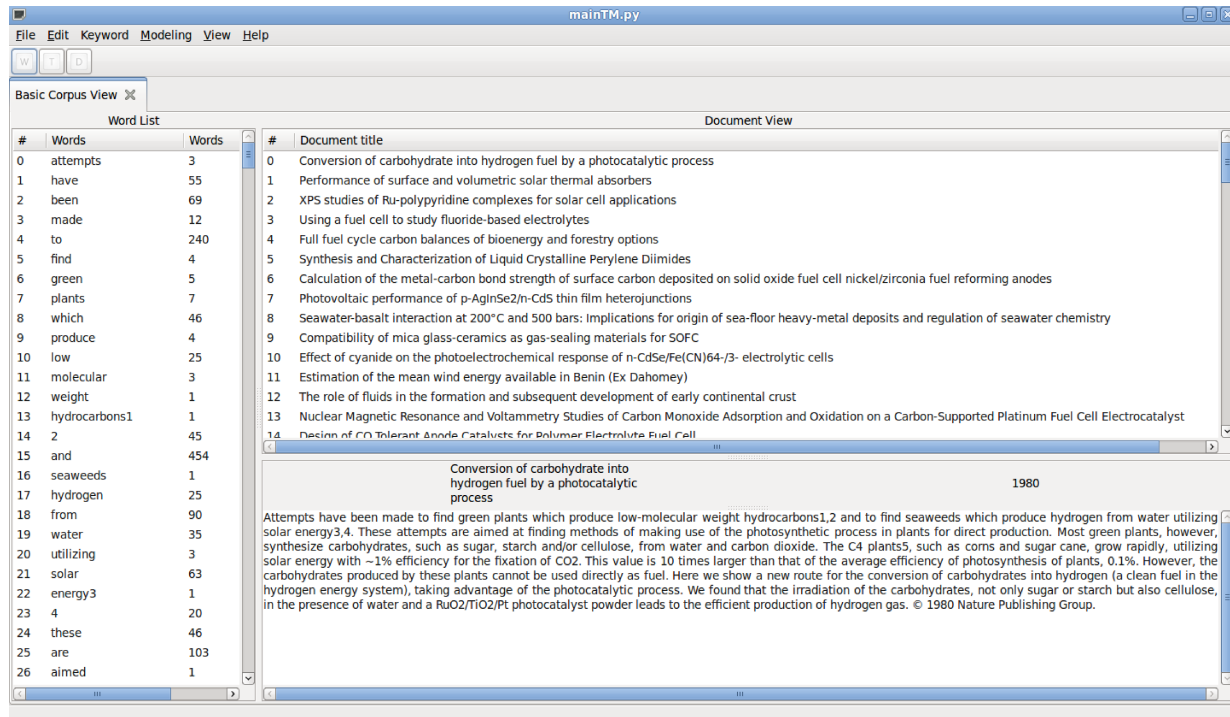 mainTM.py
File Edit Keyword Modeling View Help
W T D
Basic Corpus View
Word List
# Words Words
0 attempts 3
1 have 55
2 been 69
3 made 12
4 to 240
5 find 4
6 green 5
7 plants 7
8 which 46
9 produce 4
10 low 25
11 molecular 3
12 weight 1
13 hydrocarbons1 1
14 2 45
15 and 454
16 seaweeds 1
17 hydrogen 25
18 from 90
19 water 35
20 utilizing 3
21 solar 63
22 energy3 1
23 4 20
24 these 46
25 are 103
26 aimed 1
Document View
# Document title
0 Conversion of carbohydrate into hydrogen fuel by a photocatalytic process
1 Performance of surface and volumetric solar thermal absorbers
2 XPS studies of Ru-polypyridine complexes for solar cell applications
3 Using a fuel cell to study fluoride-based electrolytes
4 Full fuel cycle carbon balances of bioenergy and forestry options
5 Synthesis and Characterization of Liquid Crystalline Perylene Diimides
6 Calculation of the metal-carbon bond strength of surface carbon deposited on solid oxide fuel cell nickel/zirconia fuel reforming anodes
7 Photovoltaic performance of p-AgInSe2/n-CdS thin film heterojunctions
8 Seawater-basalt interaction at 200°C and 500 bars: Implications for origin of sea-floor heavy-metal deposits and regulation of seawater chemistry
9 Compatibility of mica glass-ceramics as gas-sealing materials for SOFC
10 Effect of cyanide on the photoelectrochemical response of n-CdSe/Fe(CN)64-/3- electrolytic cells
11 Estimation of the mean wind energy available in Benin (Ex Dahomey)
12 The role of fluids in the formation and subsequent development of early continental crust
13 Nuclear Magnetic Resonance and Voltammetry Studies of Carbon Monoxide Adsorption and Oxidation on a Carbon-Supported Platinum Fuel Cell Electrocatalyst
14 Design of CO Tolerant Anode Catalysts for Polymer Electrolyte Fuel Cell
Conversion of carbohydrate into
hydrogen fuel by a photocatalytic
process
1980
Attempts have been made to find green plants which produce low-molecular weight hydrocarbons1,2 and to find seaweeds which produce hydrogen from water utilizing
solar energy3,4. These attempts are aimed at finding methods of making use of the photosynthetic process in plants for direct production. Most green plants, however,
synthesize carbohydrates, such as sugar, starch and/or cellulose, from water and carbon dioxide. The C4 plants5, such as corns and sugar cane, grow rapidly, utilizing
solar energy with ~1% efficiency for the fixation of CO2. This value is 10 times larger than that of the average efficiency of photosynthesis of plants, 0.1%. However, the
carbohydrates produced by these plants cannot be used directly as fuel. Here we show a new route for the conversion of carbohydrates into hydrogen (a clean fuel in the
hydrogen energy system), taking advantage of the photocatalytic process. We found that the irradiation of the carbohydrates, not only sugar or starch but also cellulose,
in the presence of water and a RuO2/TiO2/Pt photocatalyst powder leads to the efficient production of hydrogen gas. © 1980 Nature Publishing Group.